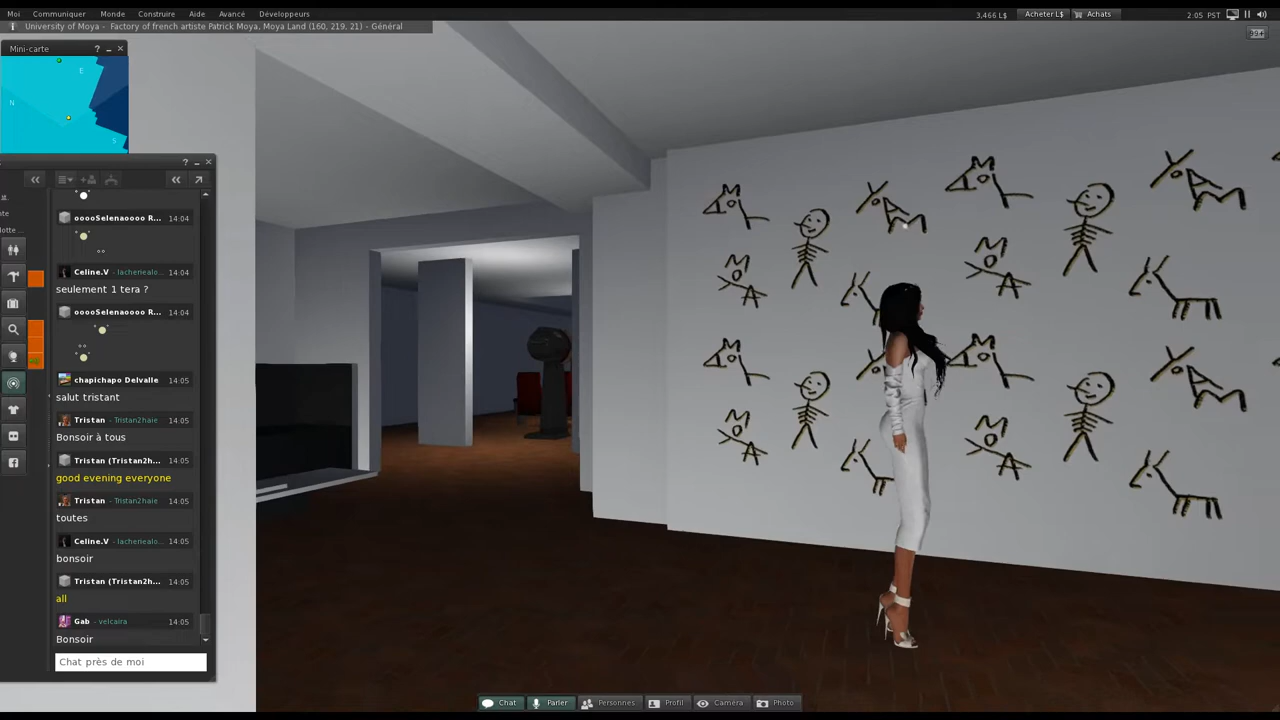 Moi Communiquer Monde Construire Aide Avancé Développeurs
3,466 L$ Acheter L$ Achats 2:05 PST
University of Moya - Factory of french artiste Patrick Moya, Moya Land (160, 219, 21) - Général
Mini-carte ? _ ×
E
N
S
? _ ×
ooooSelenaoooo R... 14:04
Celine.V - lacheriealo... 14:04
seulement 1 tera ?
ooooSelenaoooo R... 14:04
chapichapo Delvalle 14:05
salut tristant
Tristan - Tristan2haie 14:05
Bonsoir à tous
Tristan (Tristan2h... 14:05
good evening everyone
Tristan - Tristan2haie 14:05
toutes
Celine.V - lacheriealo... 14:05
bonsoir
Tristan (Tristan2h... 14:05
all
Gab - velcaira 14:05
Bonsoir
Chat près de moi
Chat Parler Personnes Profil Caméra Photo